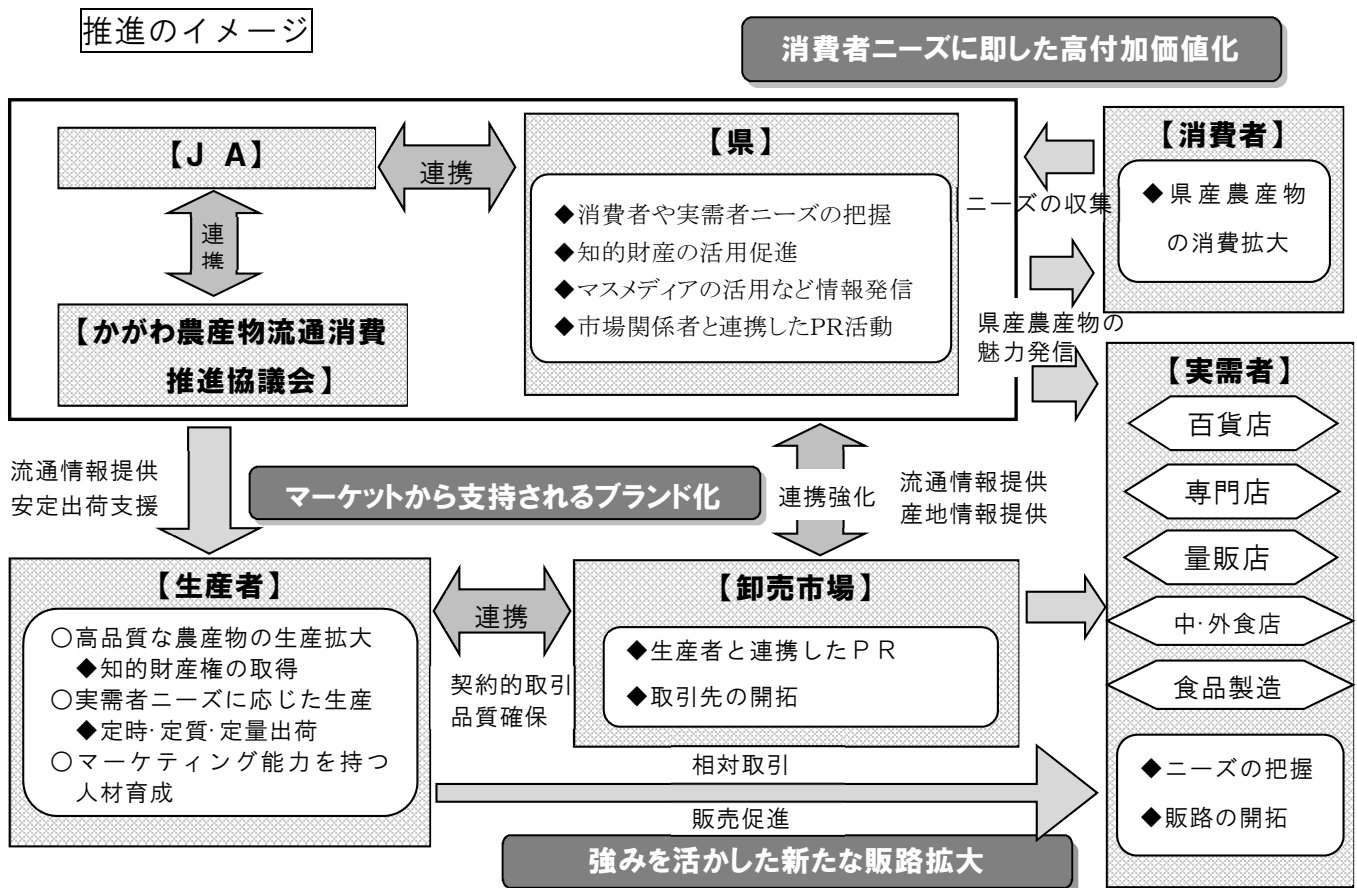 推進のイメージ
消費者ニーズに即した高付加価値化
【J A】
連携
【県】
◆消費者や実需者ニーズの把握
◆知的財産の活用促進
◆マスメディアの活用など情報発信
◆市場関係者と連携したPR活動
連
携
【かがわ農産物流通消費
推進協議会】
ニーズの収集
県産農産物の
魅力発信
【消費者】
◆県産農産物
の消費拡大
【実需者】
百貨店
専門店
量販店
中・外食店
食品製造
◆ニーズの把握
◆販路の開拓
流通情報提供
安定出荷支援
マーケットから支持されるブランド化
連携強化
流通情報提供
産地情報提供
【生産者】
○高品質な農産物の生産拡大
◆知的財産権の取得
○実需者ニーズに応じた生産
◆定時・定質・定量出荷
○マーケティング能力を持つ
人材育成
連携
契約的取引
品質確保
【卸売市場】
◆生産者と連携したＰＲ
◆取引先の開拓
相対取引
販売促進
強みを活かした新たな販路拡大